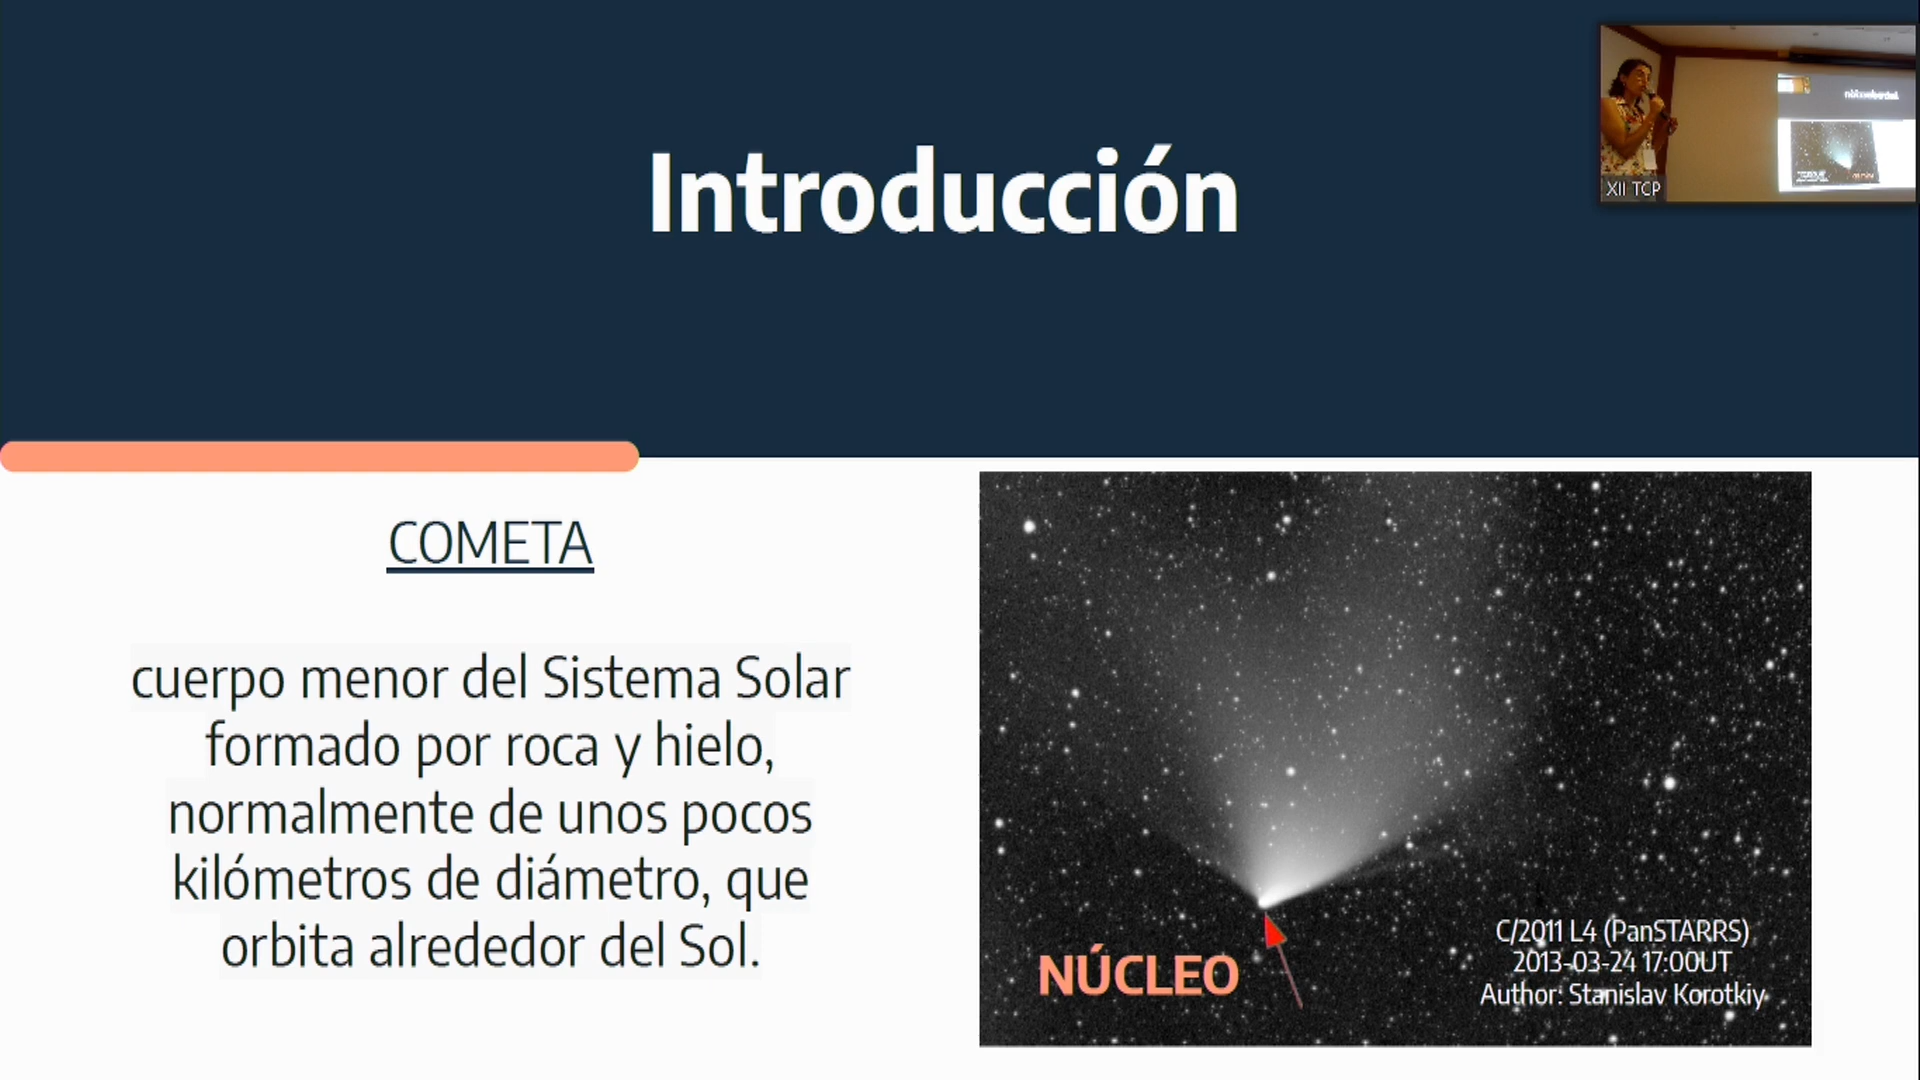 Introducción
XII TCP
COMETA
cuerpo menor del Sistema Solar
formado por roca y hielo,
normalmente de unos pocos
kilómetros de diámetro, que
orbita alrededor del Sol.
NÚCLEO
C/2011 L4 (PanSTARRS)
2013-03-24 17:00UT
Author: Stanislav Korotkiy